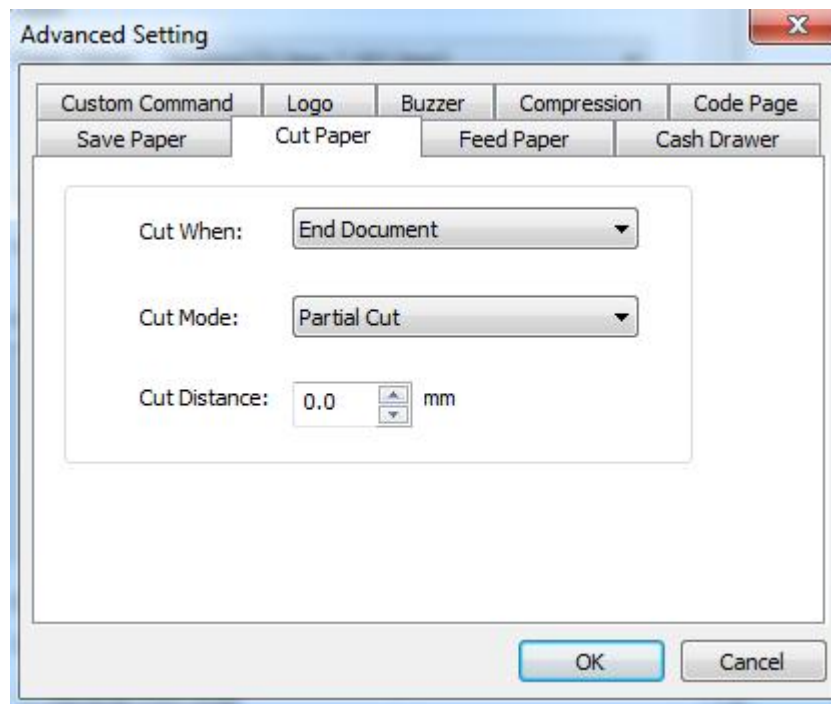 Advanced Setting
Custom Command Logo Buzzer Compression Code Page
Save Paper Cut Paper Feed Paper Cash Drawer
Cut When: End Document
Cut Mode: Partial Cut
Cut Distance: 0.0 mm
OK Cancel